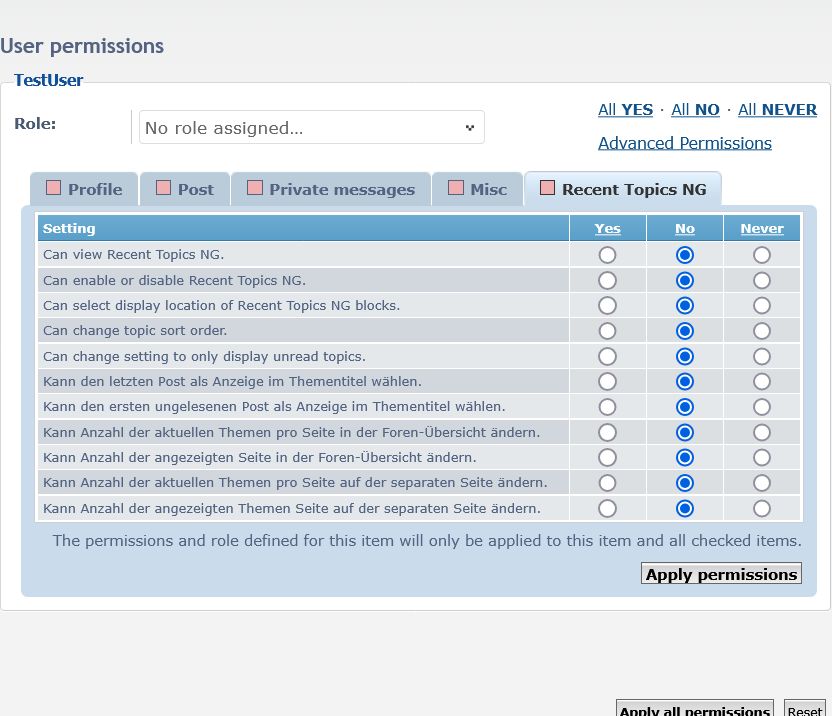 User permissions
TestUser
Role:
No role assigned...
All YES · All NO · All NEVER
Advanced Permissions
Profile
Post
Private messages
Misc
Recent Topics NG
Setting Yes No Never
Can view Recent Topics NG.
Can enable or disable Recent Topics NG.
Can select display location of Recent Topics NG blocks.
Can change topic sort order.
Can change setting to only display unread topics.
Kann den letzten Post als Anzeige im Thementitel wählen.
Kann den ersten ungelesenen Post als Anzeige im Thementitel wählen.
Kann Anzahl der aktuellen Themen pro Seite in der Foren-Übersicht ändern.
Kann Anzahl der angezeigten Seite in der Foren-Übersicht ändern.
Kann Anzahl der aktuellen Themen pro Seite auf der separaten Seite ändern.
Kann Anzahl der angezeigten Themen Seite auf der separaten Seite ändern.
The permissions and role defined for this item will only be applied to this item and all checked items.
Apply permissions
Apply all permissions
Reset